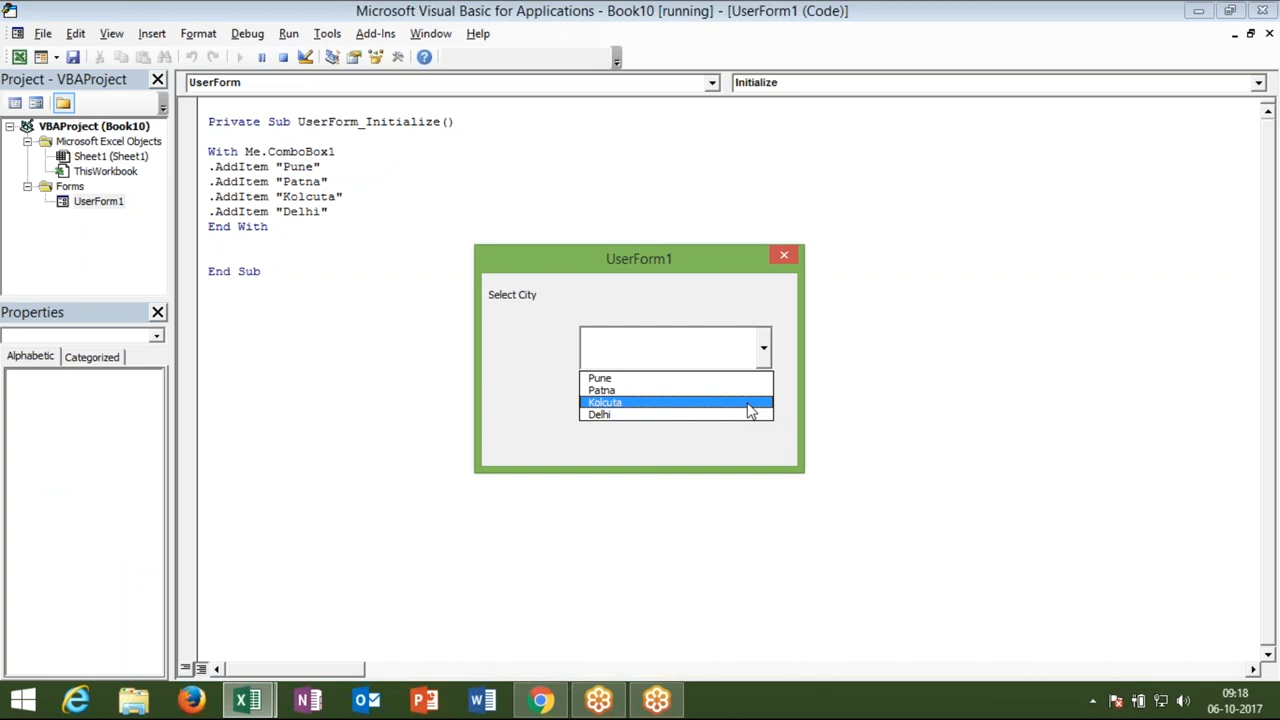 Microsoft Visual Basic for Applications - Book10 [running] - [UserForm1 (Code)]
File Edit View Insert Format Debug Run Tools Add-Ins Window Help
Project - VBAProject
UserForm
Initialize
VBAProject (Book10)
Microsoft Excel Objects
Sheet1 (Sheet1)
ThisWorkbook
Forms
UserForm1
Private Sub UserForm_Initialize()
With Me.ComboBox1
.AddItem "Pune"
.AddItem "Patna"
.AddItem "Kolcuta"
.AddItem "Delhi"
End With
End Sub
UserForm1
Select City
Pune
Patna
Kolcuta
Delhi
Properties
Alphabetic Categorized
09:18
06-10-2017